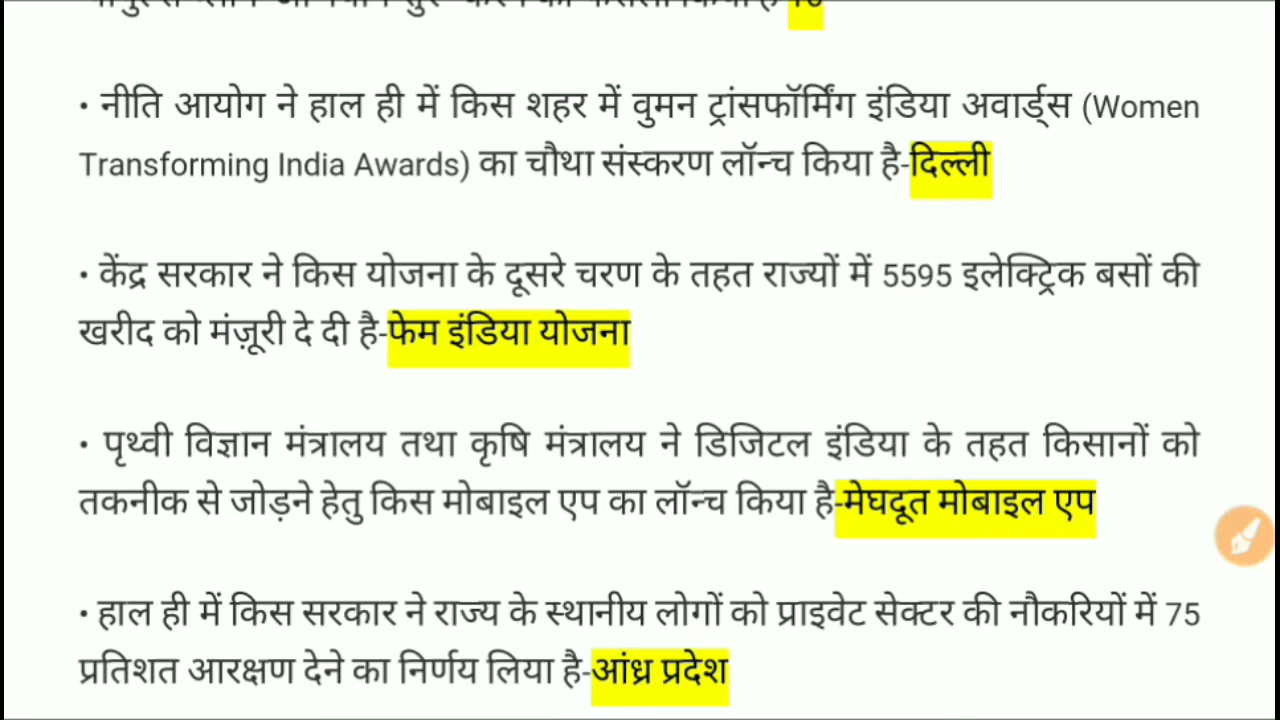 • नीति आयोग ने हाल ही में किस शहर में वुमन ट्रांसफॉर्मिंग इंडिया अवार्ड्स (Women
Transforming India Awards) का चौथा संस्करण लॉन्च किया है-दिल्ली
• केंद्र सरकार ने किस योजना के दूसरे चरण के तहत राज्यों में 5595 इलेक्ट्रिक बसों की
खरीद को मंज़ूरी दे दी है-फेम इंडिया योजना
• पृथ्वी विज्ञान मंत्रालय तथा कृषि मंत्रालय ने डिजिटल इंडिया के तहत किसानों को
तकनीक से जोड़ने हेतु किस मोबाइल एप का लॉन्च किया है-मेघदूत मोबाइल एप
• हाल ही में किस सरकार ने राज्य के स्थानीय लोगों को प्राइवेट सेक्टर की नौकरियों में 75
प्रतिशत आरक्षण देने का निर्णय लिया है-आंध्र प्रदेश